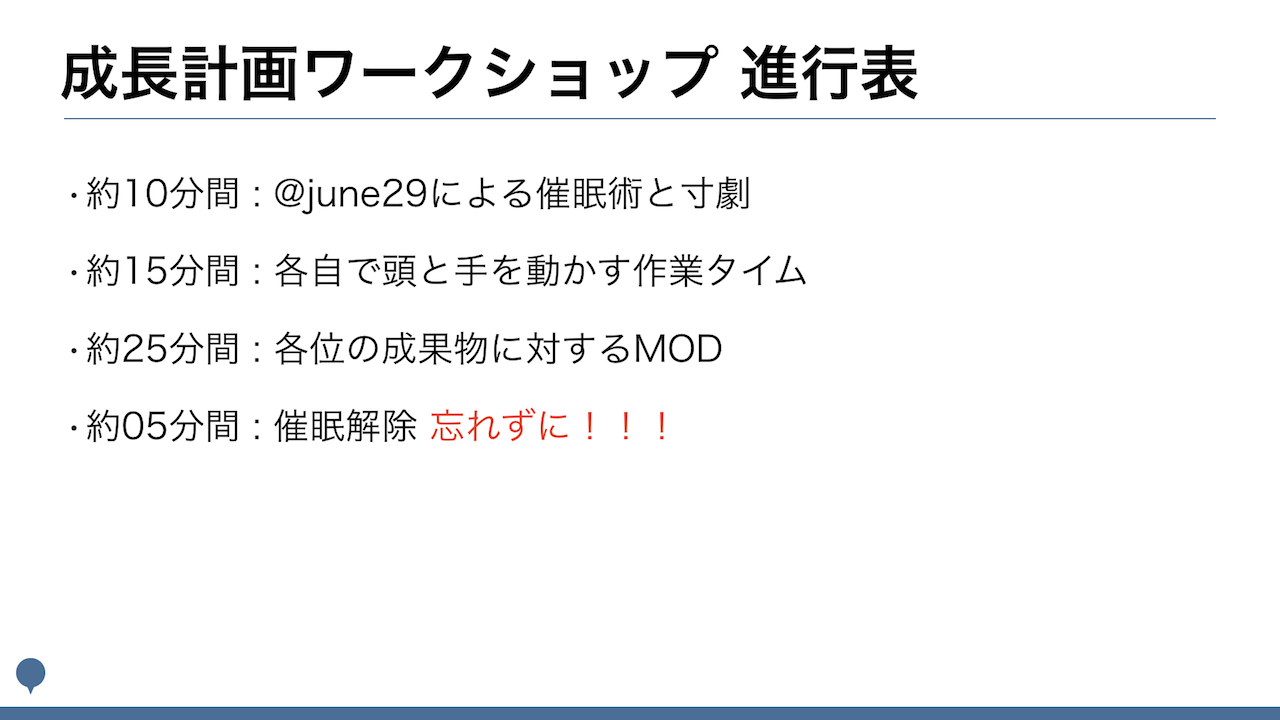 成長計画ワークショップ 進行表
・約10分間：@june29による催眠術と寸劇
・約15分間：各自で頭と手を動かす作業タイム
・約25分間：各位の成果物に対するMOD
・約05分間：催眠解除 忘れずに！！！